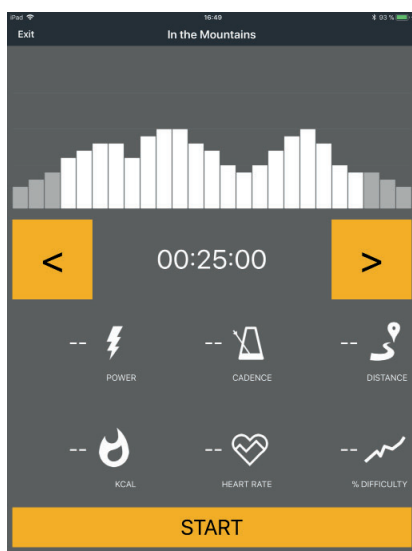 iPad 16:49 93 %
Exit In the Mountains
< 00:25:00 >
-- -- --
POWER CADENCE DISTANCE
-- -- --
KCAL HEART RATE % DIFFICULTY
START